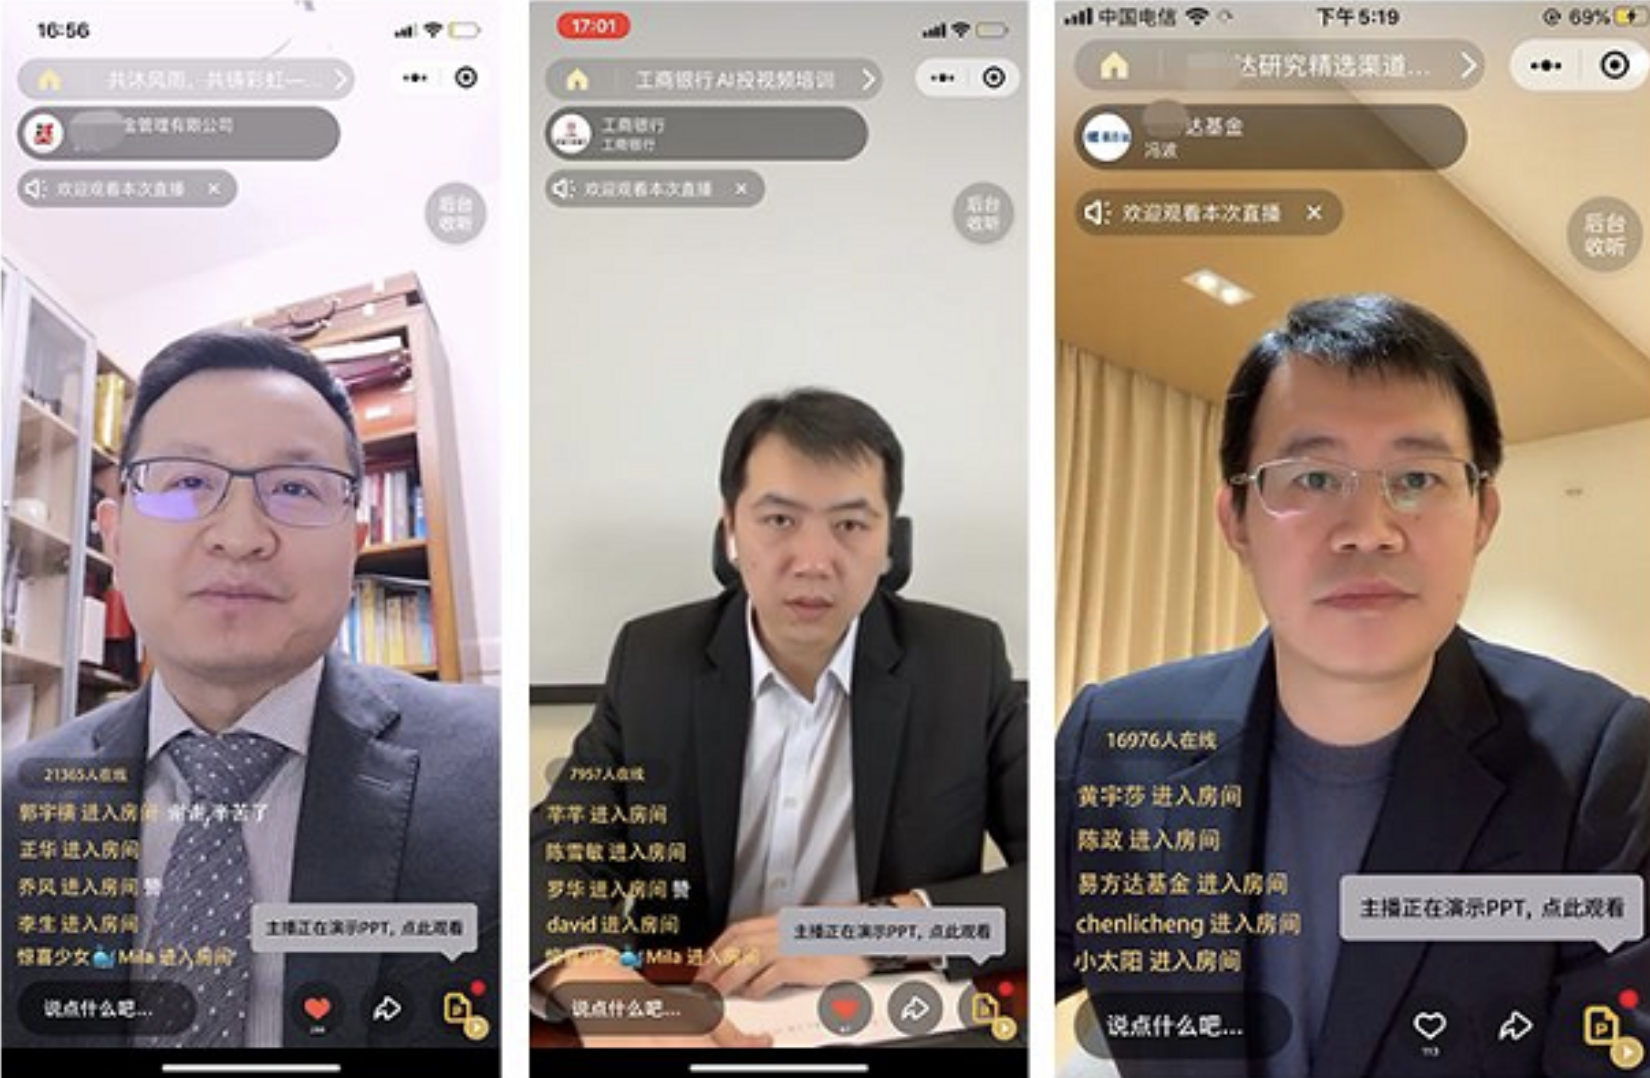 16:56
共沐风雨，共铸彩虹一...
金管理有限公司
欢迎观看本次直播 ×
后台
收听
21365人在线
进入房间 谢谢,辛苦了
正华 进入房间
乔风 进入房间 赞
李生 进入房间
惊喜少女 Mila 进入房间
主播正在演示PPT, 点此观看
说点什么吧...
17:01
工商银行AI投视频培训
工商银行
工商银行
欢迎观看本次直播 ×
后台
收听
7957人在线
芊芊 进入房间
陈雪敏 进入房间
罗华 进入房间 赞
david 进入房间
惊喜少女 Mila 进入房间
主播正在演示PPT, 点此观看
说点什么吧...
中国电信
下午5:19
69%
达研究精选渠道...
达基金
冯波
欢迎观看本次直播 ×
后台
收听
16976人在线
黄宇莎 进入房间
陈政 进入房间
易方达基金 进入房间
chenlicheng 进入房间
小太阳 进入房间
主播正在演示PPT, 点此观看
说点什么吧...
113
P